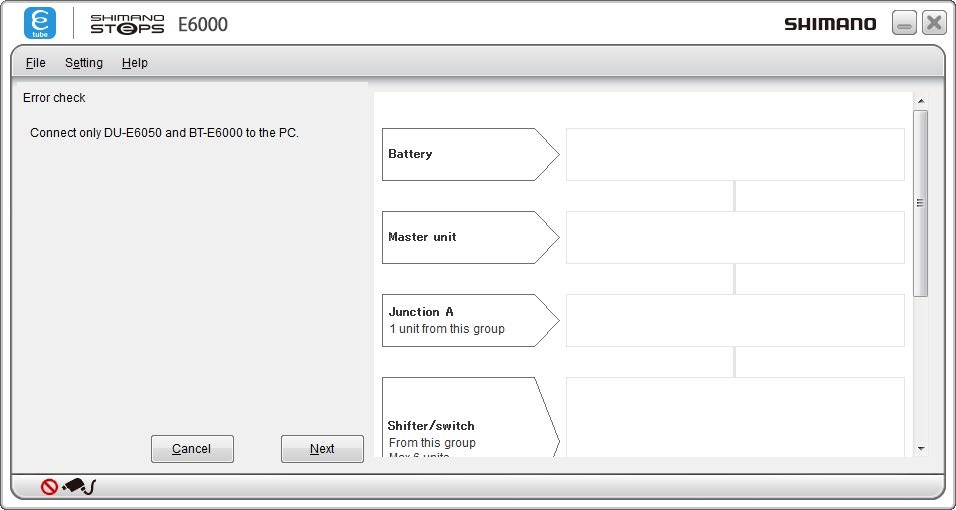 e tube SHIMANO STEPS E6000 SHIMANO
File Setting Help
Error check
Connect only DU-E6050 and BT-E6000 to the PC.
Battery
Master unit
Junction A
1 unit from this group
Shifter/switch
From this group
Max 6 units
Cancel Next